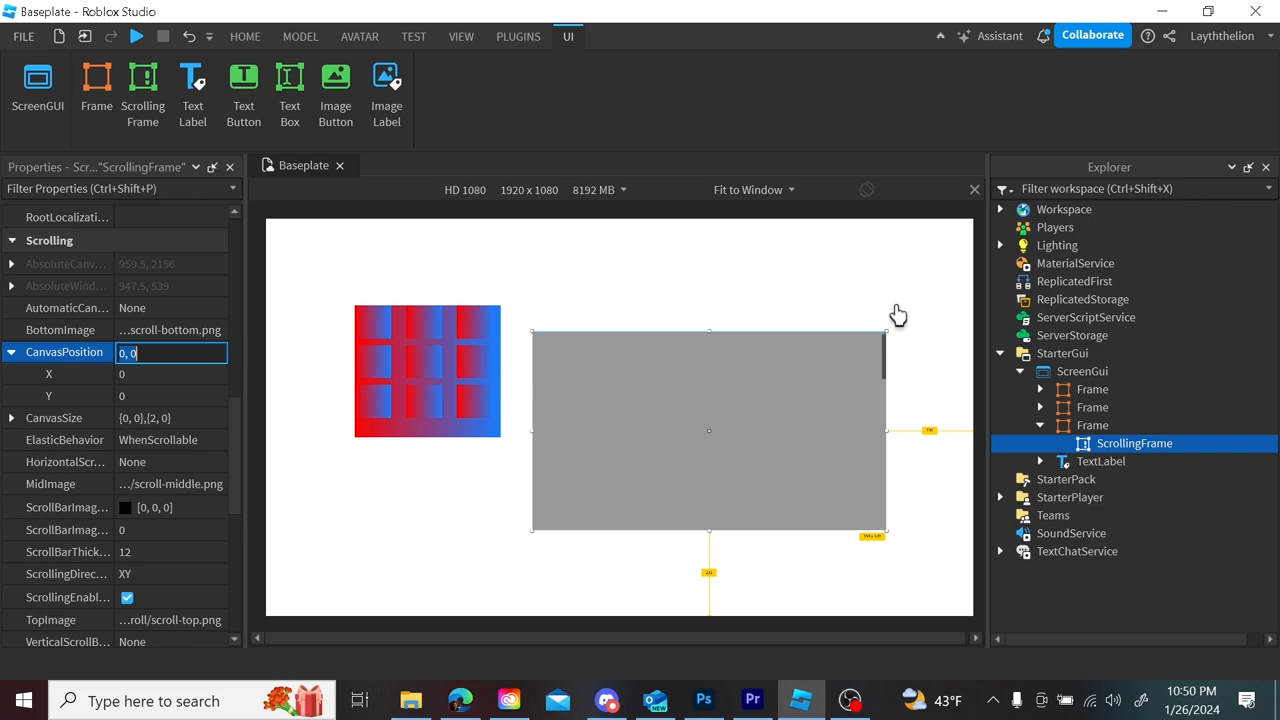 Baseplate - Roblox Studio
FILE HOME MODEL AVATAR TEST VIEW PLUGINS UI Assistant Collaborate Laythtthelion
ScreenGUI Frame Scrolling Frame Text Label Text Button Text Box Image Button Image Label
Properties - Scr..."ScrollingFrame"
Filter Properties (Ctrl+Shift+P)
RootLocalizati...
Scrolling
AbsoluteCanv... 959.5, 2156
AbsoluteWind... 947.5, 539
AutomaticCan... None
BottomImage ...scroll-bottom.png
CanvasPosition 0, 0
X 0
Y 0
CanvasSize {0, 0},{2, 0}
ElasticBehavior WhenScrollable
HorizontalScr... None
MidImage .../scroll-middle.png
ScrollBarImag... [0, 0, 0]
ScrollBarImag... 0
ScrollBarThick... 12
ScrollingDirec... XY
ScrollingEnabl...
TopImage ...roll/scroll-top.png
VerticalScrollB... None
Baseplate
HD 1080 1920 x 1080 8192 MB Fit to Window
Explorer
Filter workspace (Ctrl+Shift+X)
Workspace
Players
Lighting
MaterialService
ReplicatedFirst
ReplicatedStorage
ServerScriptService
ServerStorage
StarterGui
ScreenGui
Frame
Frame
Frame
ScrollingFrame
TextLabel
StarterPack
StarterPlayer
Teams
SoundService
TextChatService
Type here to search
43°F
10:50 PM
1/26/2024